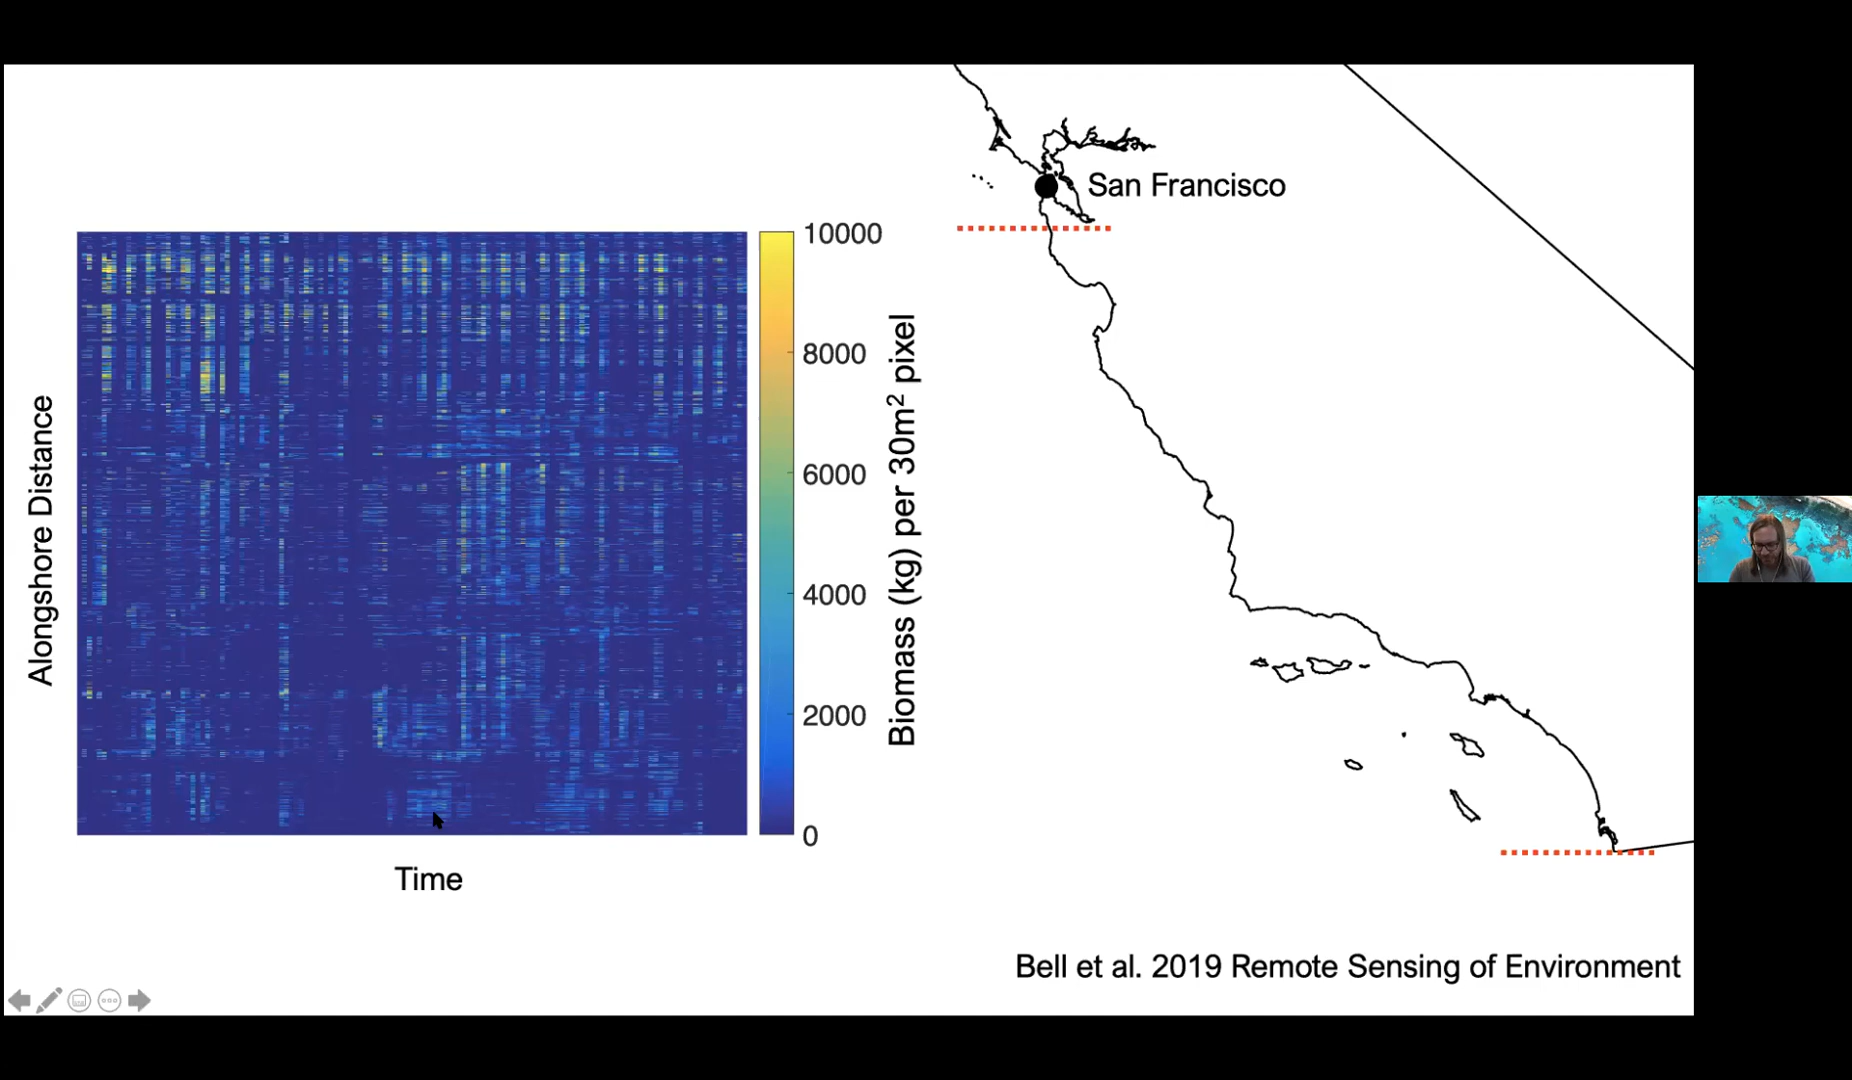 San Francisco
10000
8000
6000
4000
2000
0
Biomass (kg) per 30m² pixel
Alongshore Distance
Time
Bell et al. 2019 Remote Sensing of Environment